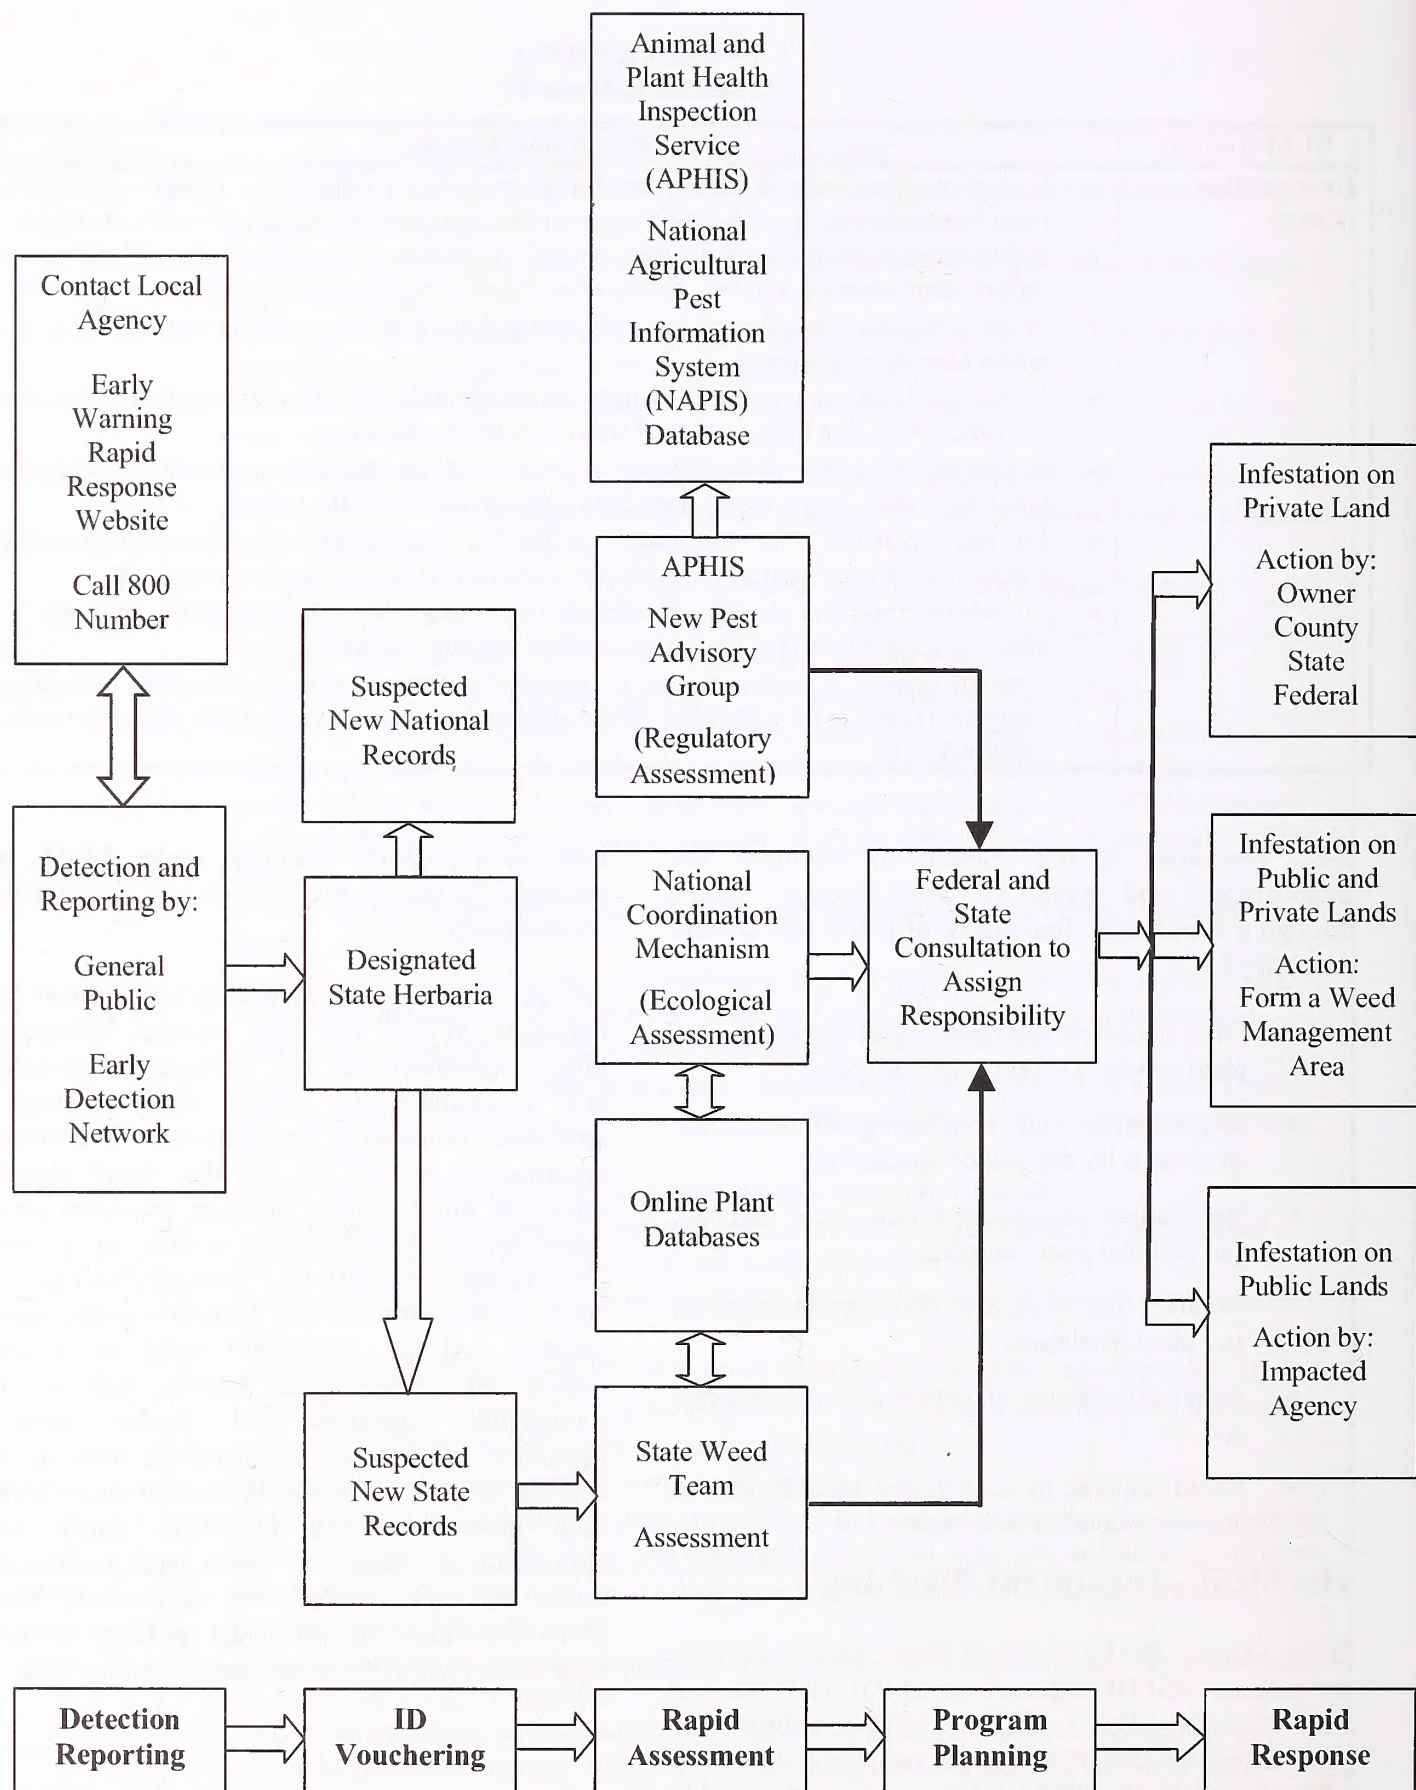 Animal and
Plant Health
Inspection
Service
(APHIS)
National
Agricultural
Pest
Information
System
(NAPIS)
Database
Contact Local
Agency
Early
Warning
Rapid
Response
Website
Call 800
Number
Detection and
Reporting by:
General
Public
Early
Detection
Network
Suspected
New National
Records
Designated
State Herbaria
Suspected
New State
Records
APHIS
New Pest
Advisory
Group
(Regulatory
Assessment)
National
Coordination
Mechanism
(Ecological
Assessment)
Online Plant
Databases
State Weed
Team
Assessment
Federal and
State
Consultation to
Assign
Responsibility
Infestation on
Private Land
Action by:
Owner
County
State
Federal
Infestation on
Public and
Private Lands
Action:
Form a Weed
Management
Area
Infestation on
Public Lands
Action by:
Impacted
Agency
Detection
Reporting
ID
Vouchering
Rapid
Assessment
Program
Planning
Rapid
Response